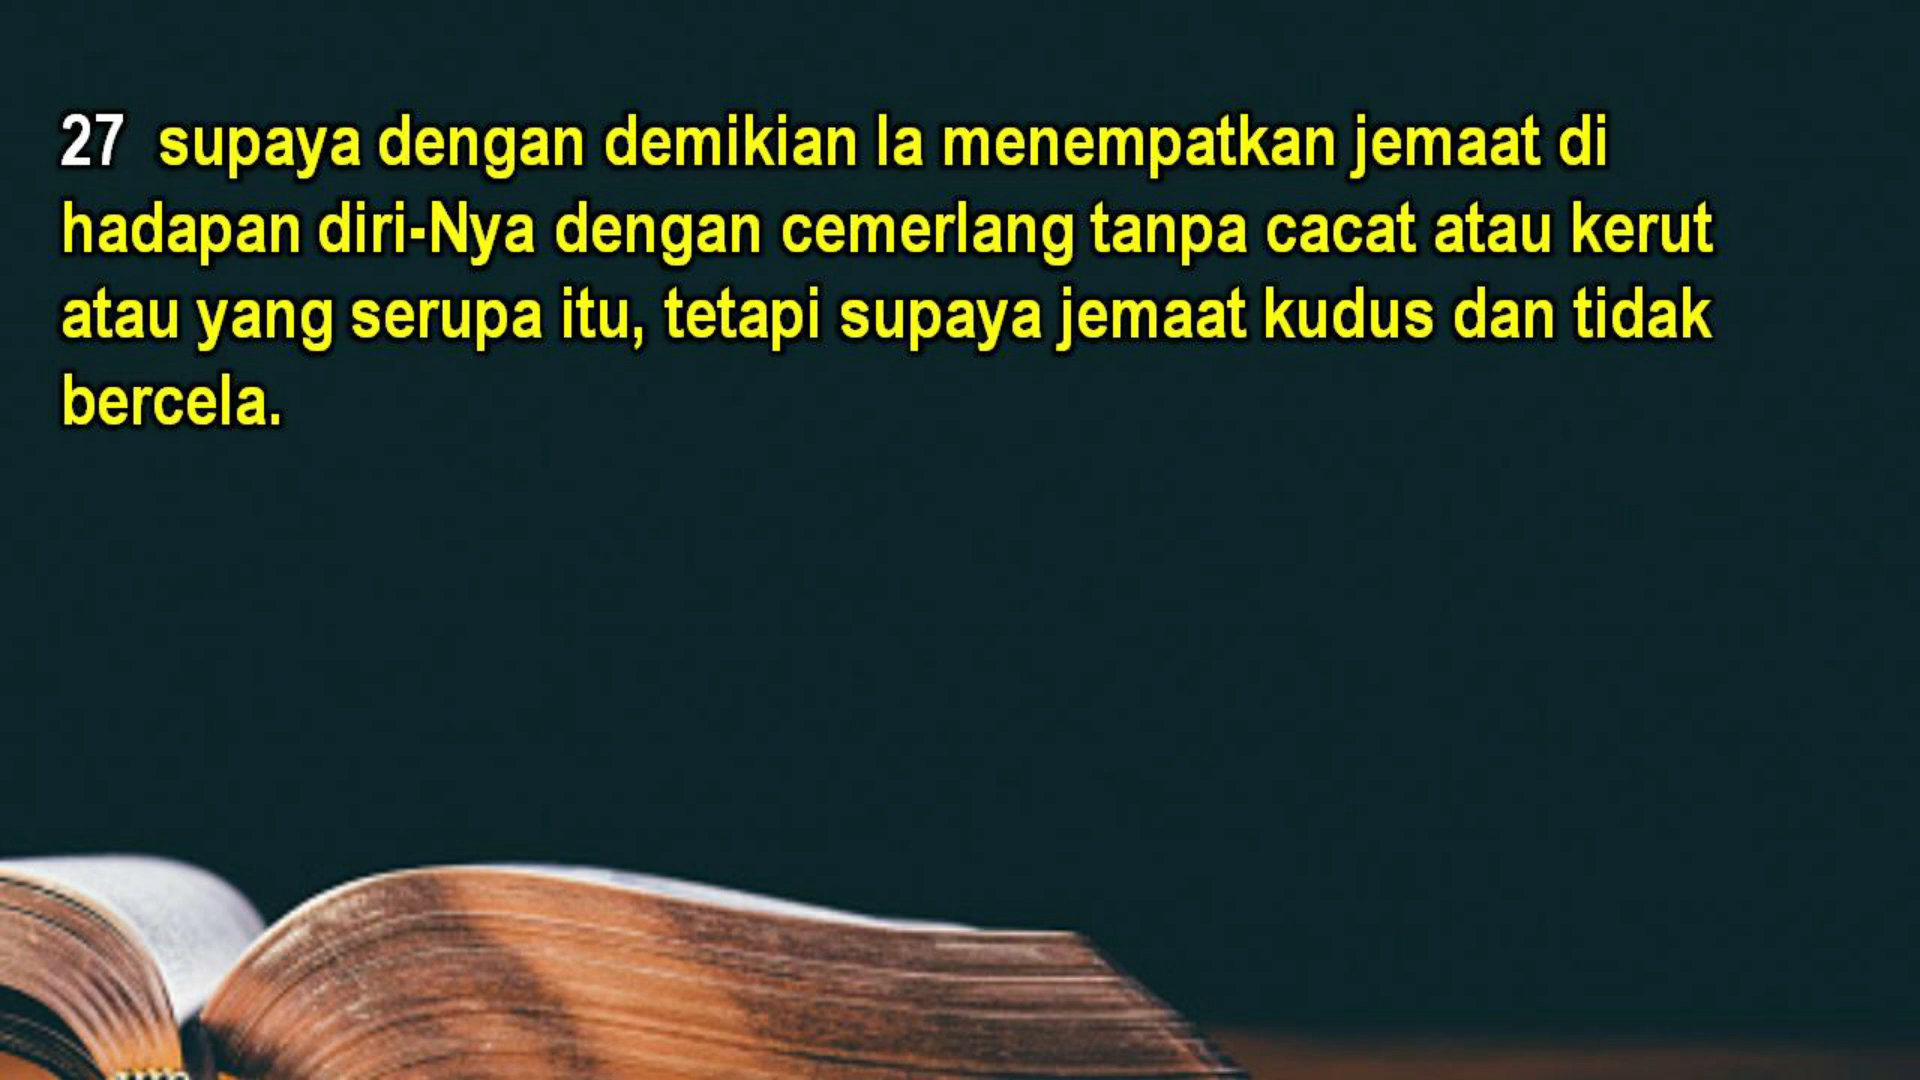 27 supaya dengan demikian Ia menempatkan jemaat di
hadapan diri-Nya dengan cemerlang tanpa cacat atau kerut
atau yang serupa itu, tetapi supaya jemaat kudus dan tidak
bercela.